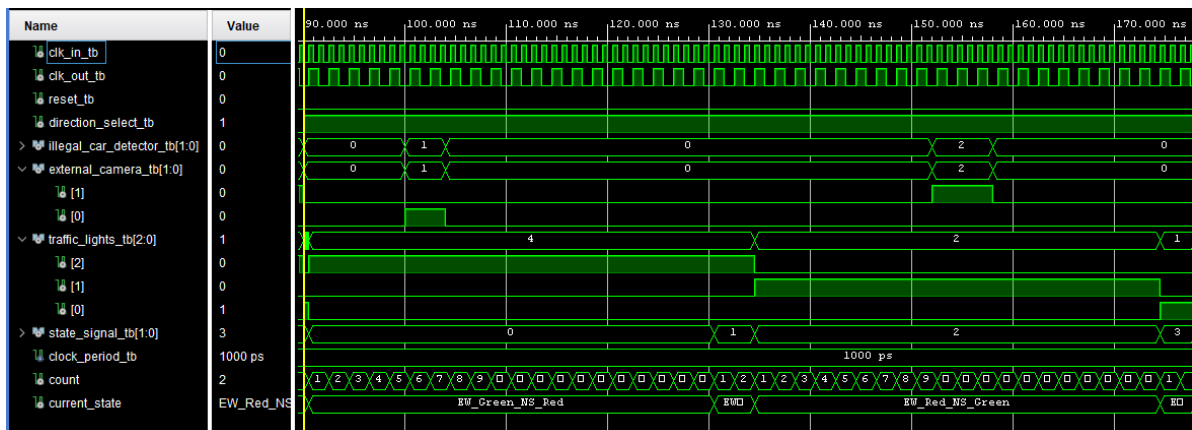 Name Value 90.000 ns 100.000 ns 110.000 ns 120.000 ns 130.000 ns 140.000 ns 150.000 ns 160.000 ns 170.000 ns
clk_in_tb 0
clk_out_tb 0
reset_tb 0
direction_select_tb 1
illegal_car_detector_tb[1:0] 0 0 1 0 2 0
external_camera_tb[1:0] 0 0 1 0 2 0
[1] 0
[0] 0
traffic_lights_tb[2:0] 1 4 2 1
[2] 0
[1] 0
[0] 1
state_signal_tb[1:0] 3 0 1 2 3
clock_period_tb 1000 ps 1000 ps
count 2 1 2 3 4 5 6 7 8 9 1 2 1 2 3 4 5 6 7 8 9 1
current_state EW_Red_NS EW_Green_NS_Red EW EW_Red_NS_Green E